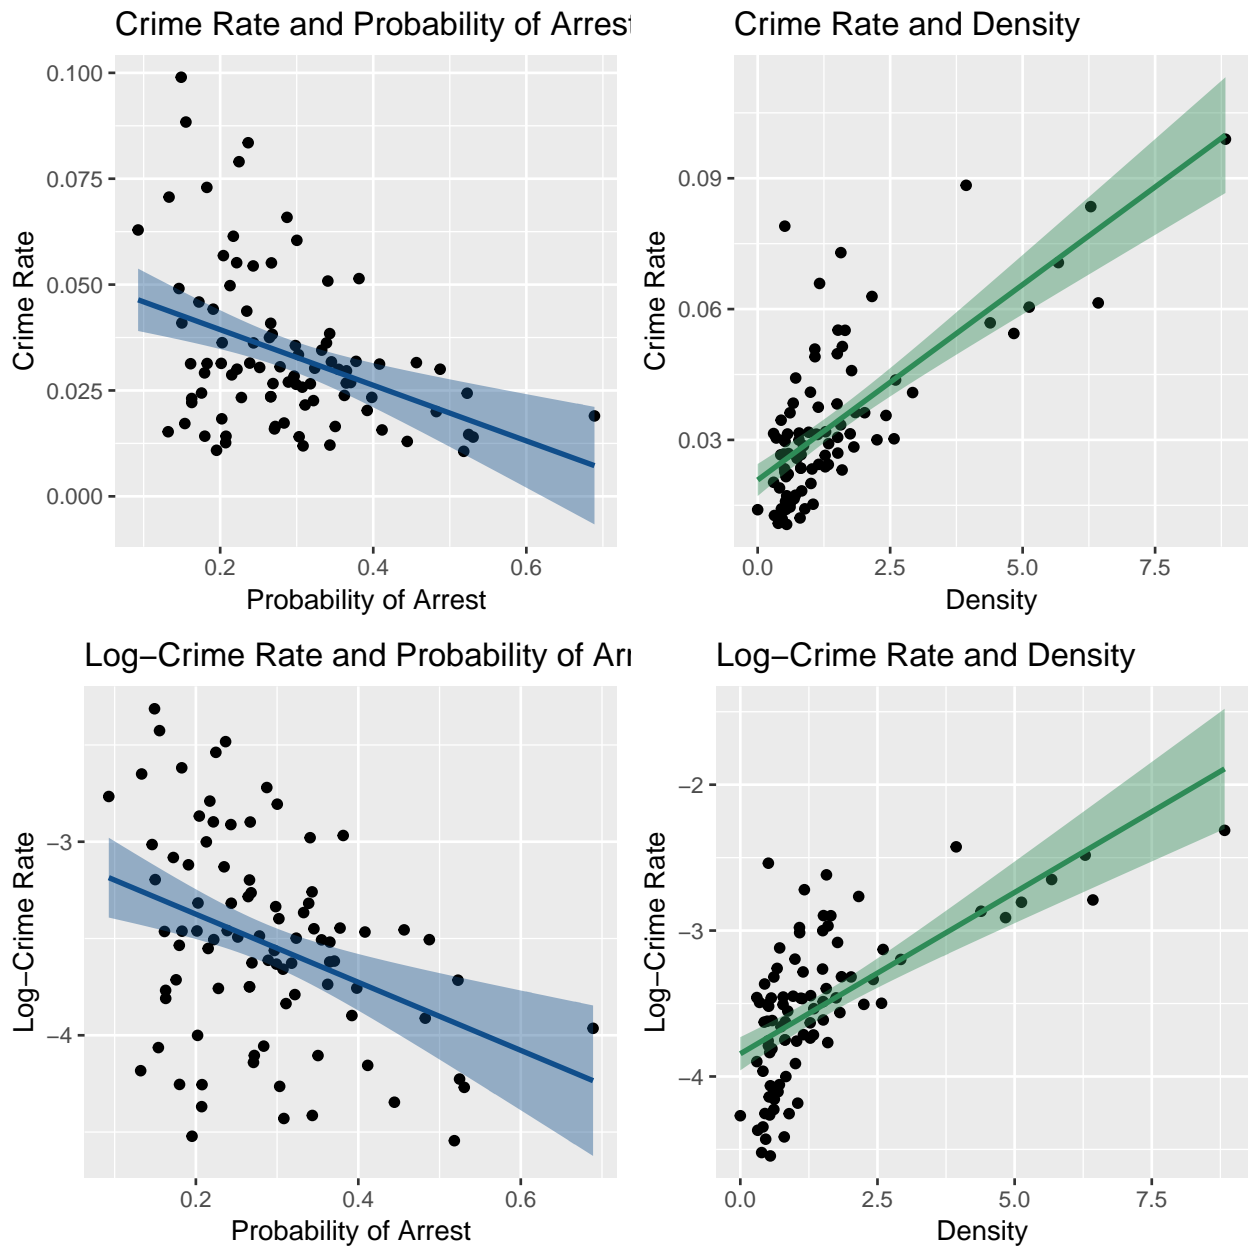 Crime Rate and Probability of Arrest
0.100
0.075
0.050
0.025
0.000
Crime Rate
0.2 0.4 0.6
Probability of Arrest
Crime Rate and Density
0.09
0.06
0.03
Crime Rate
0.0 2.5 5.0 7.5
Density
Log−Crime Rate and Probability of Arr
−3
−4
Log−Crime Rate
0.2 0.4 0.6
Probability of Arrest
Log−Crime Rate and Density
−2
−3
−4
Log−Crime Rate
0.0 2.5 5.0 7.5
Density